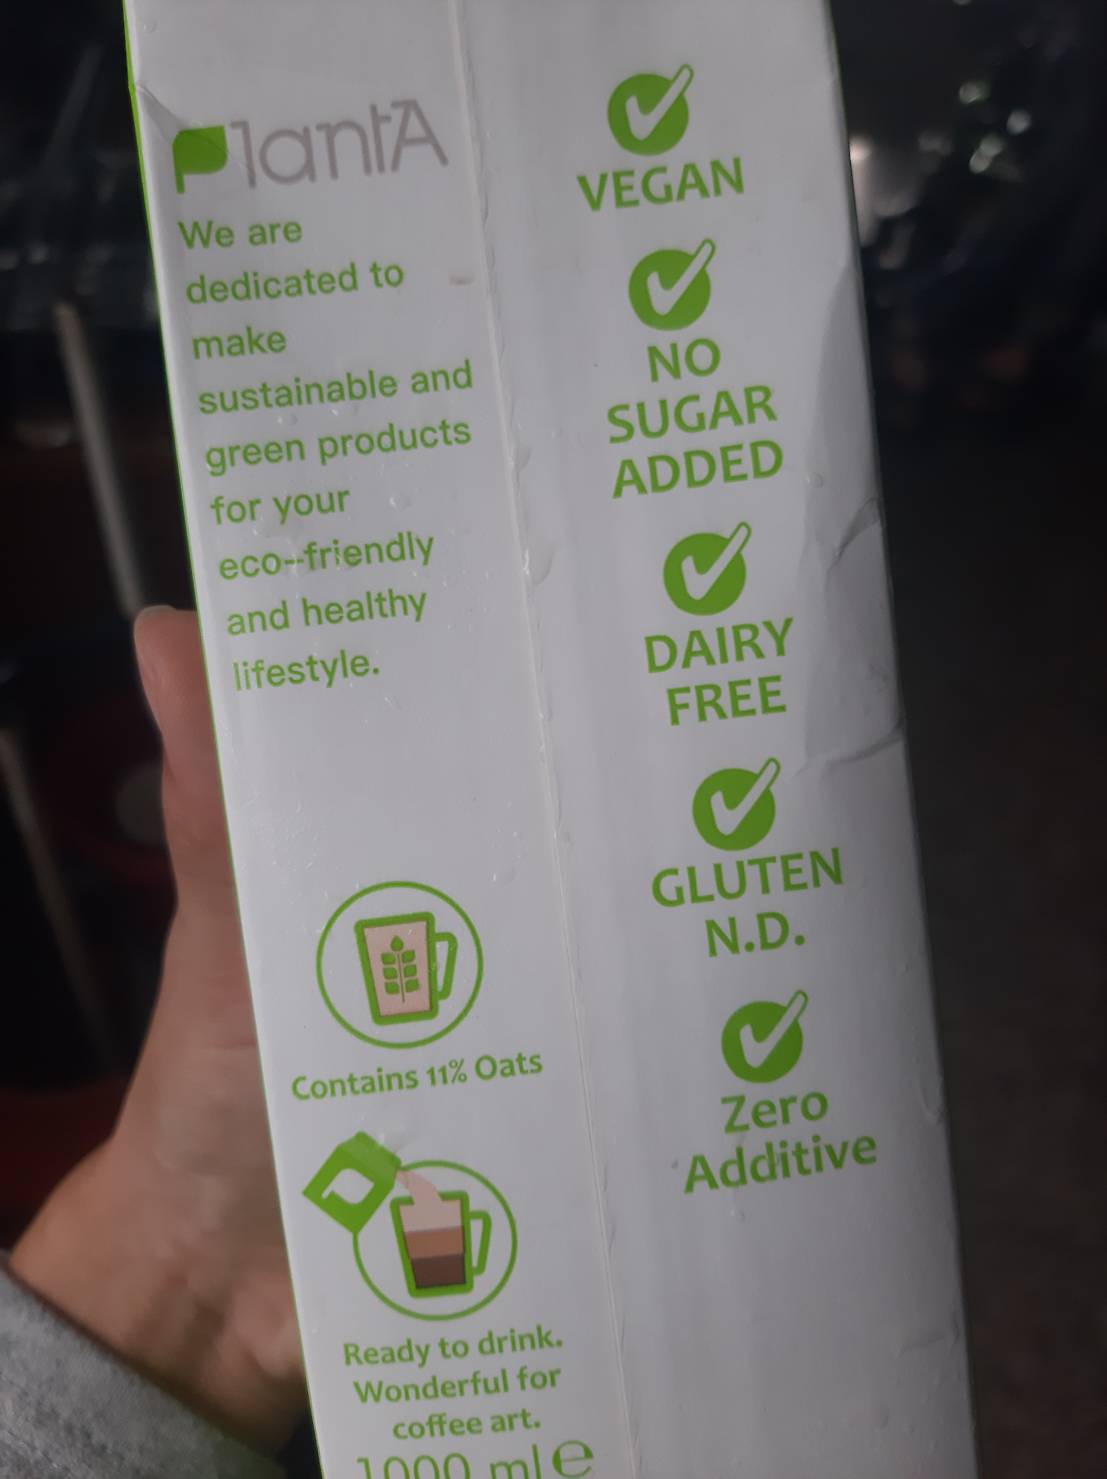 PlantA
We are
dedicated to
make
sustainable and
green products
for your
eco-friendly
and healthy
lifestyle.
Contains 11% Oats
Ready to drink.
Wonderful for
coffee art.
1000 ml e
VEGAN
NO
SUGAR
ADDED
DAIRY
FREE
GLUTEN
N.D.
Zero
Additive